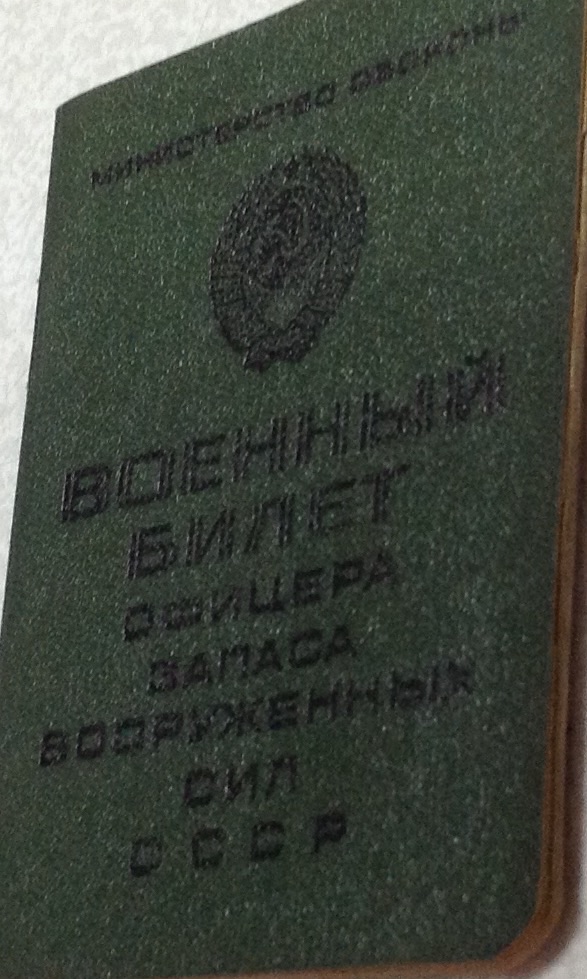 МИНИСТЕРСТВО ОБОРОНЫ
ВОЕННЫЙ
БИЛЕТ
ОФИЦЕРА
ЗАПАСА
ВООРУЖЕННЫХ
СИЛ
СССР